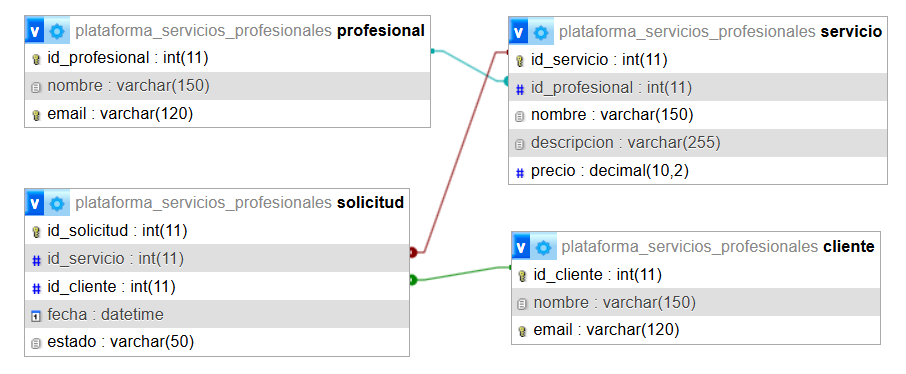 v plataforma_servicios_profesionales profesional
id_profesional : int(11)
nombre : varchar(150)
email : varchar(120)
v plataforma_servicios_profesionales servicio
id_servicio : int(11)
# id_profesional : int(11)
nombre : varchar(150)
descripcion : varchar(255)
# precio : decimal(10,2)
v plataforma_servicios_profesionales solicitud
id_solicitud : int(11)
# id_servicio : int(11)
# id_cliente : int(11)
1 fecha : datetime
estado : varchar(50)
v plataforma_servicios_profesionales cliente
id_cliente : int(11)
nombre : varchar(150)
email : varchar(120)